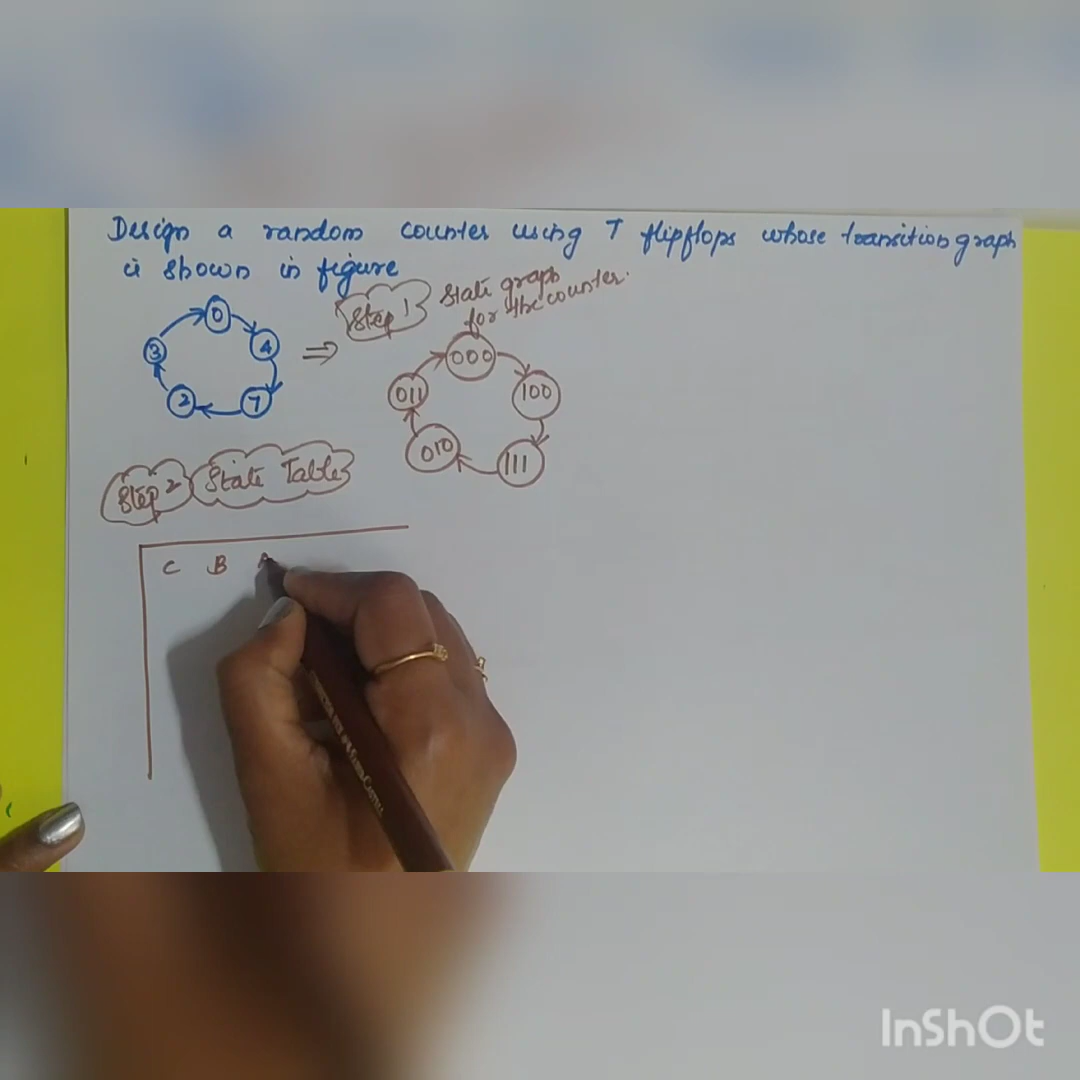 Design a random counter using T flipflops whose transition graph
is shown in figure
Step 1 State graph
for the counter.
0
4
7
2
3
⇒
000
100
111
010
011
Step 2 State Table
C B A
InShOt